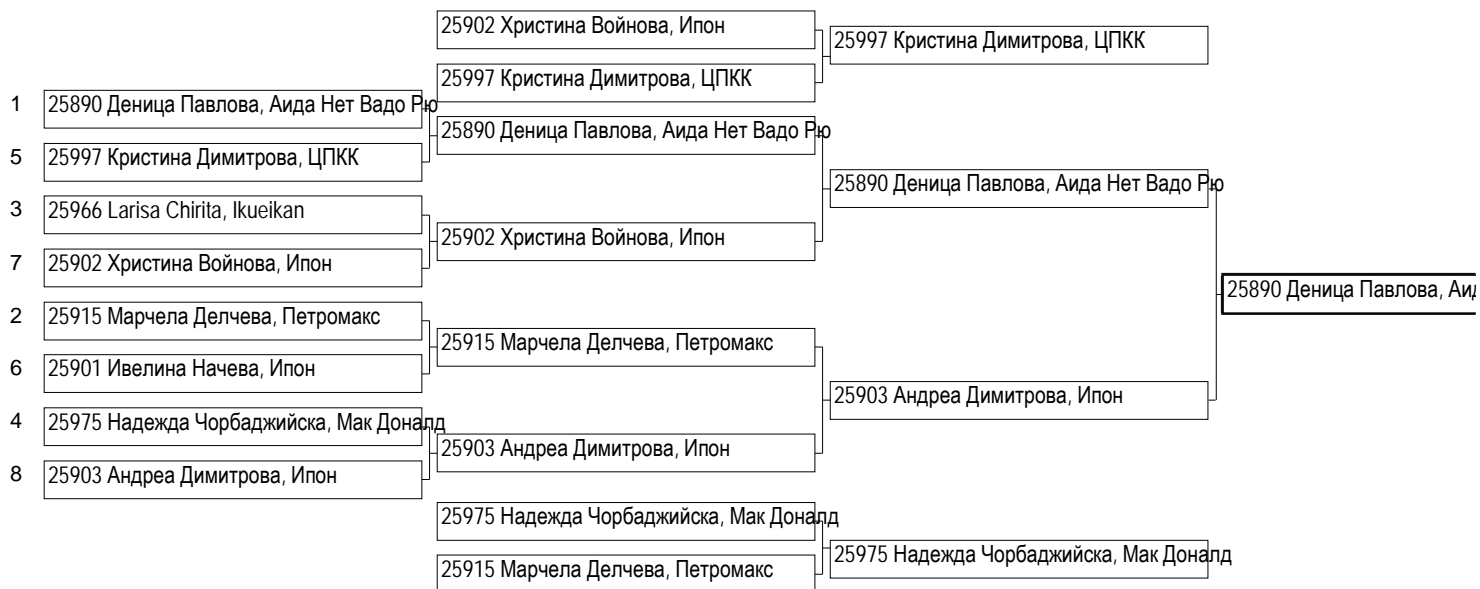 25902 Христина Войнова, Ипон
25997 Кристина Димитрова, ЦПКК
25997 Кристина Димитрова, ЦПКК
1 25890 Деница Павлова, Аида Нет Вадо Рю
25890 Деница Павлова, Аида Нет Вадо Рю
5 25997 Кристина Димитрова, ЦПКК
25890 Деница Павлова, Аида Нет Вадо Рю
3 25966 Larisa Chirita, Ikueikan
25902 Христина Войнова, Ипон
7 25902 Христина Войнова, Ипон
25890 Деница Павлова, Аид
2 25915 Марчела Делчева, Петромакс
25915 Марчела Делчева, Петромакс
6 25901 Ивелина Начева, Ипон
25903 Андреа Димитрова, Ипон
4 25975 Надежда Чорбаджийска, Мак Доналд
25903 Андреа Димитрова, Ипон
8 25903 Андреа Димитрова, Ипон
25975 Надежда Чорбаджийска, Мак Доналд
25975 Надежда Чорбаджийска, Мак Доналд
25915 Марчела Делчева, Петромакс